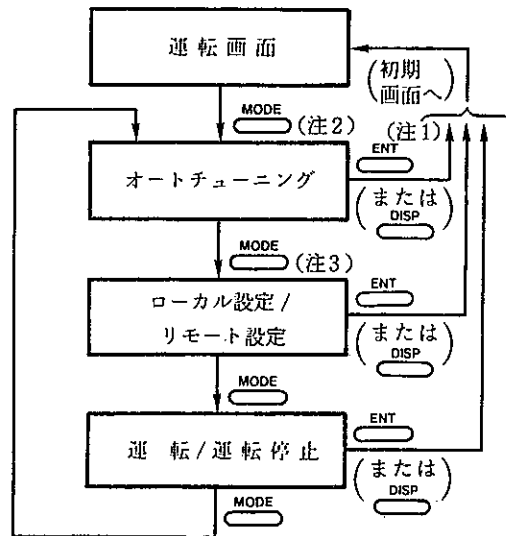 運転画面
(初期
画面へ)
MODE
(注2)
(注1)
ENT
オートチューニング
(または
DISP)
MODE
(注3)
ENT
ローカル設定/
リモート設定
(または
DISP)
MODE
ENT
運 転/運転停止
(または
DISP)
MODE